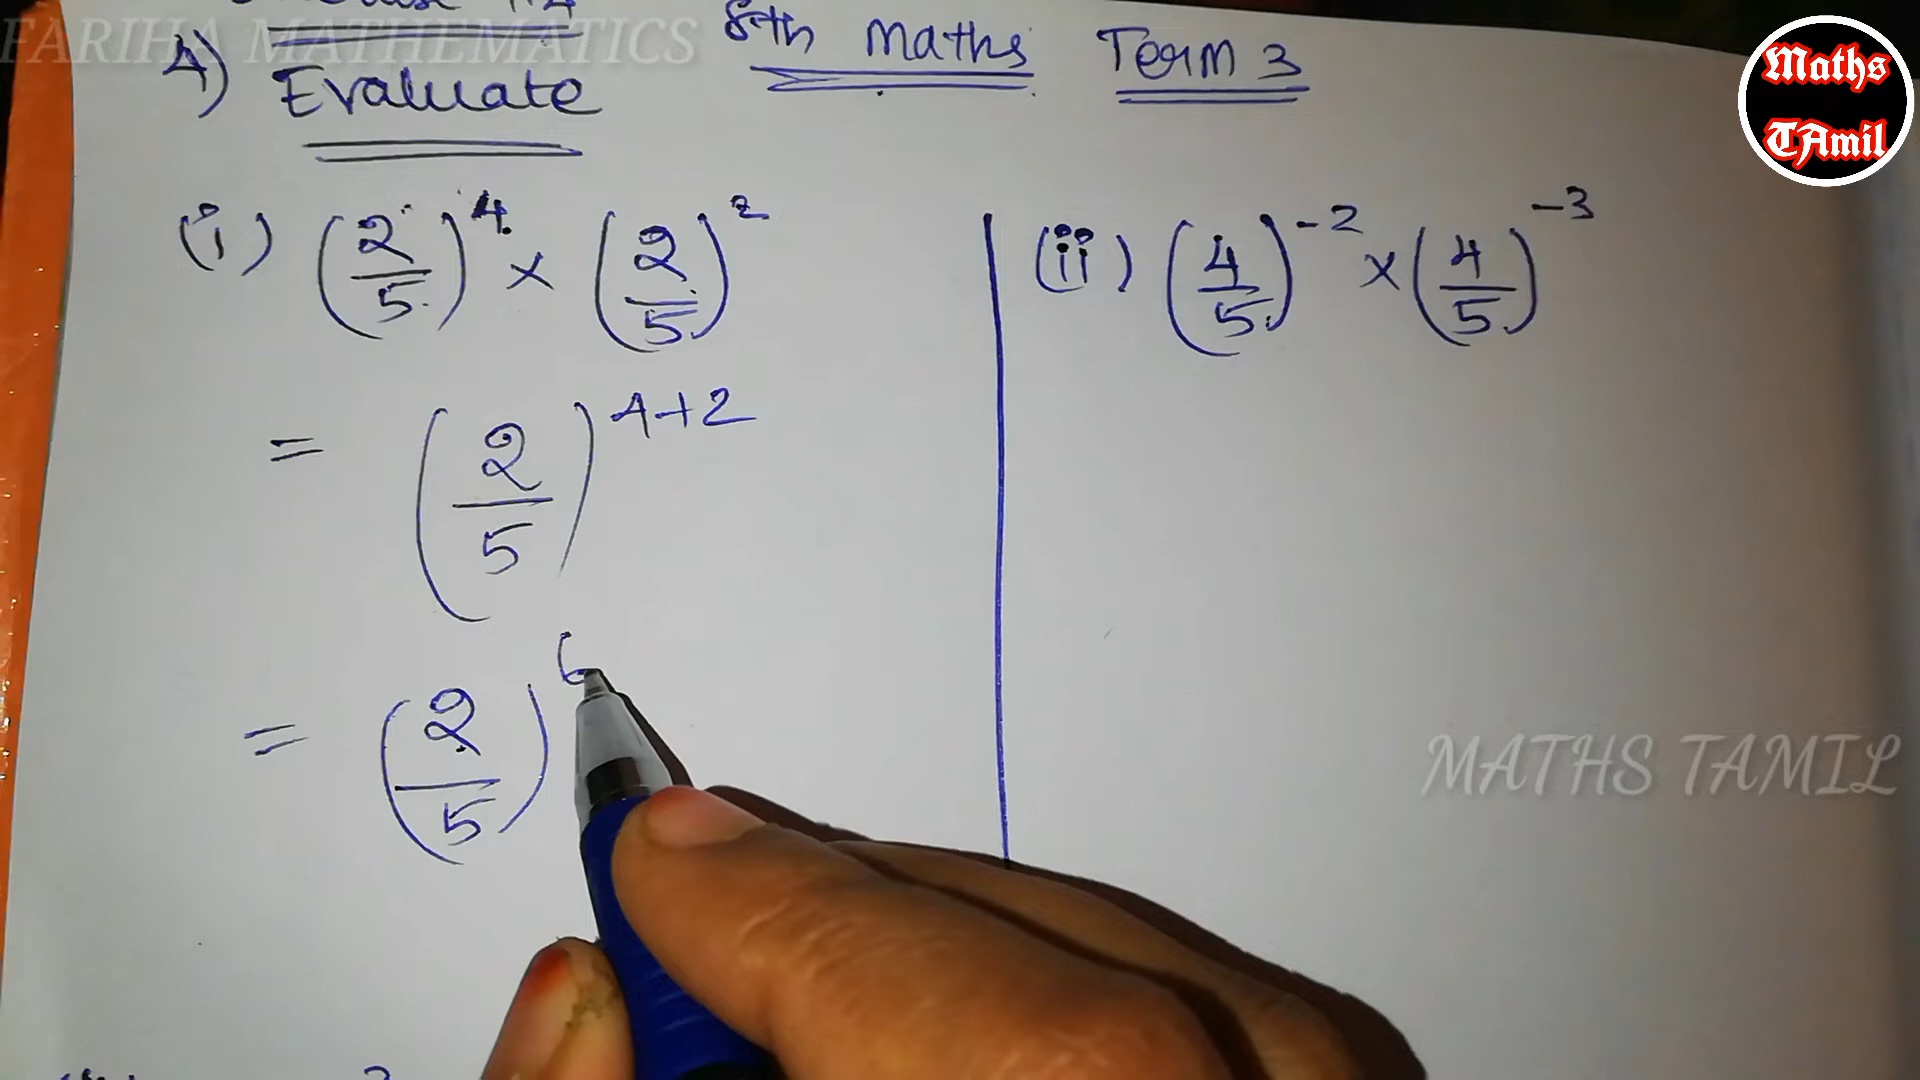 FARIHA MATHEMATICS
8th Maths Term 3
4) Evaluate
Maths
TAmil
(i) (2/5)^4 × (2/5)^2
(ii) (4/5)^-2 × (4/5)^-3
= (2/5)^4+2
= (2/5)^6
MATHS TAMIL